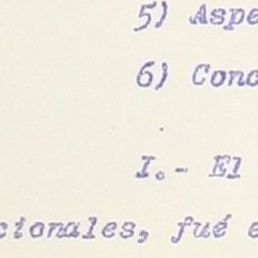 5) Aspe
6) Conc
I.- El
cionales, fué e